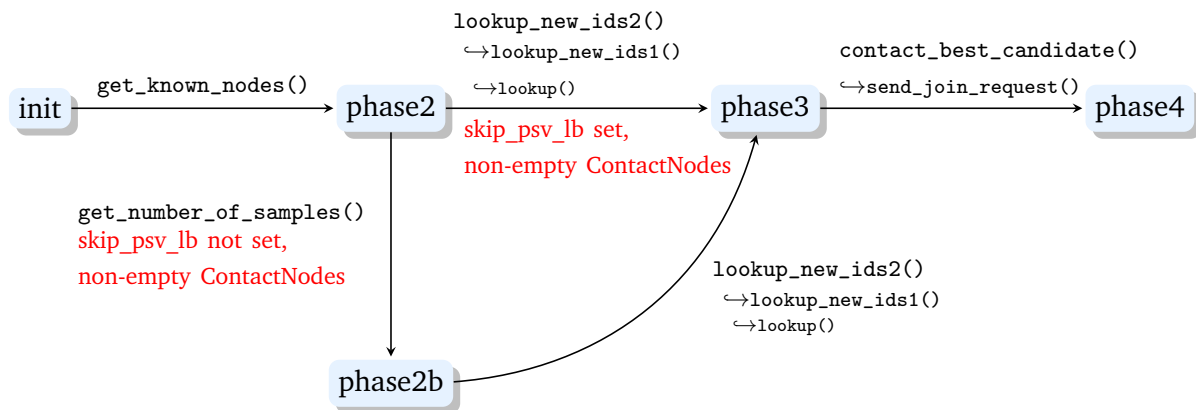 init
get_known_nodes()
phase2
lookup_new_ids2()
↪lookup_new_ids1()
↪lookup()
skip_psv_lb set,
non-empty ContactNodes
phase3
contact_best_candidate()
↪send_join_request()
phase4
get_number_of_samples()
skip_psv_lb not set,
non-empty ContactNodes
lookup_new_ids2()
↪lookup_new_ids1()
↪lookup()
phase2b